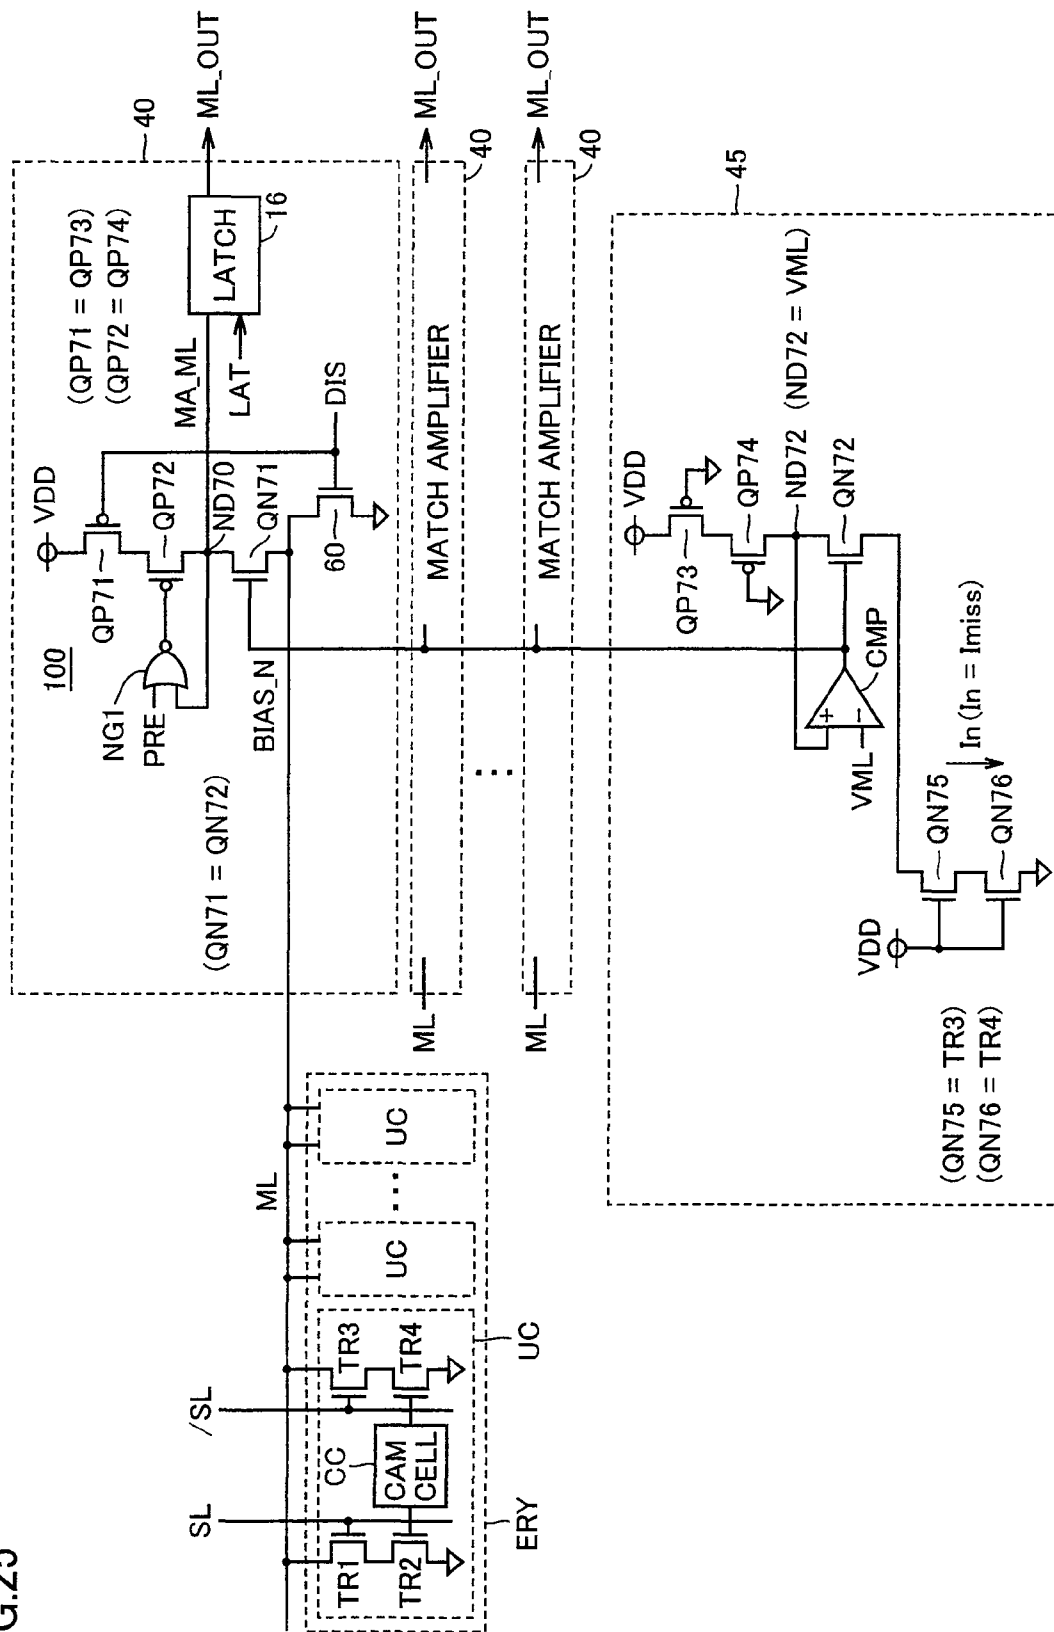 G.25
100
VDD
QP71
QP72
(QP71 = QP73)
(QP72 = QP74)
40
NG1
PRE
ND70
MA_ML
LATCH
16
LAT
ML_OUT
QN71
BIAS_N
(QN71 = QN72)
60
DIS
ML
MATCH AMPLIFIER
40
ML_OUT
...
ML
MATCH AMPLIFIER
40
ML_OUT
SL
/SL
ML
TR1
TR2
CC
CAM
CELL
TR3
TR4
UC
UC
...
UC
ERY
45
VDD
QP73
QP74
ND72 (ND72 = VML)
QN72
CMP
+
−
VML
VDD
QN75
QN76
In (In = Imiss)
(QN75 = TR3)
(QN76 = TR4)